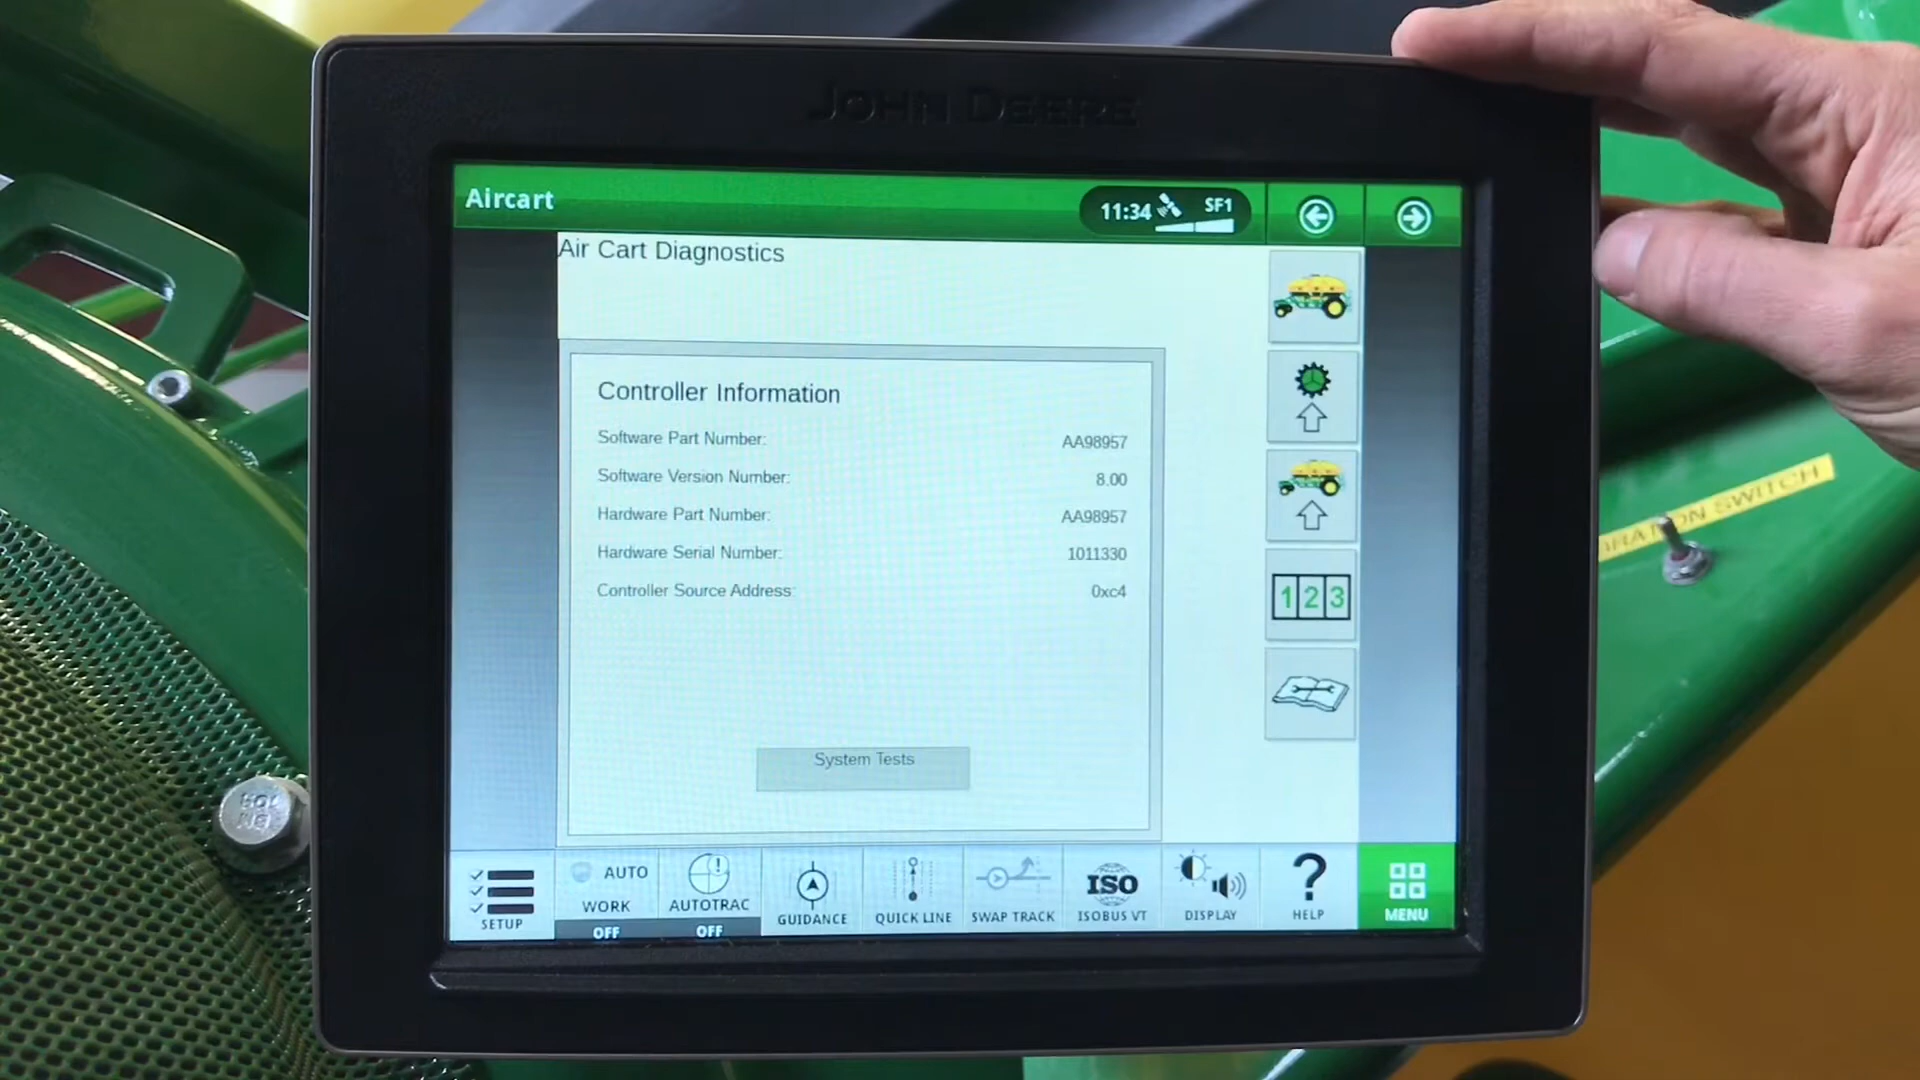 JOHN DEERE
Aircart
11:34
SF1
Air Cart Diagnostics
Controller Information
Software Part Number: AA98957
Software Version Number: 8.00
Hardware Part Number: AA98957
Hardware Serial Number: 1011330
Controller Source Address: 0xc4
System Tests
1 2 3
SETUP
AUTO
WORK
OFF
AUTOTRAC
OFF
GUIDANCE
QUICK LINE
SWAP TRACK
ISO
ISOBUS VT
DISPLAY
?
HELP
MENU
SWITCH